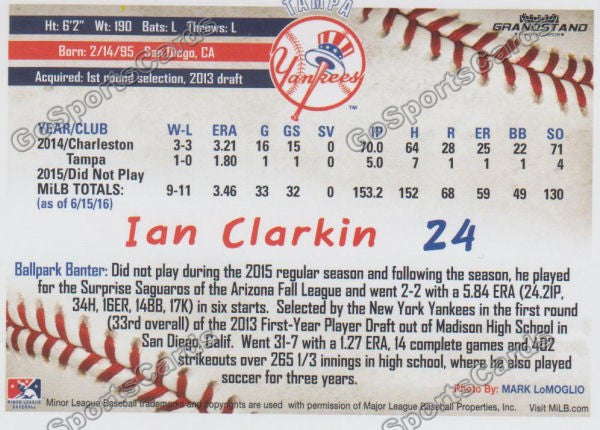 TAMPA
Ht: 6'2" Wt: 190 Bats: L Throws: L
GRANDSTAND
Born: 2/14/95 San Diego, CA
Yankees
TM
Acquired: 1st round selection, 2013 draft
YEAR/CLUB W-L ERA G GS SV IP H R ER BB SO
2014/Charleston 3-3 3.21 16 15 0 70.0 64 28 25 22 71
Tampa 1-0 1.80 1 1 0 5.0 7 1 1 1 4
2015/Did Not Play
MiLB TOTALS: 9-11 3.46 33 32 0 153.2 152 68 59 49 130
(as of 6/15/16)
Ian Clarkin 24
Ballpark Banter: Did not play during the 2015 regular season and following the season, he played
for the Surprise Saguaros of the Arizona Fall League and went 2-2 with a 5.84 ERA (24.2IP,
34H, 16ER, 14BB, 17K) in six starts. Selected by the New York Yankees in the first round
(33rd overall) of the 2013 First-Year Player Draft out of Madison High School in
San Diego, Calif. Went 31-7 with a 1.27 ERA, 14 complete games and 402
strikeouts over 265 1/3 innings in high school, where he also played
soccer for three years.
Photo By: MARK LoMOGLIO
MINOR LEAGUE
BASEBALL
Minor League Baseball trademarks and copyrights are used with permission of Major League Baseball Properties, Inc. Visit MiLB.com
GoSportsCards